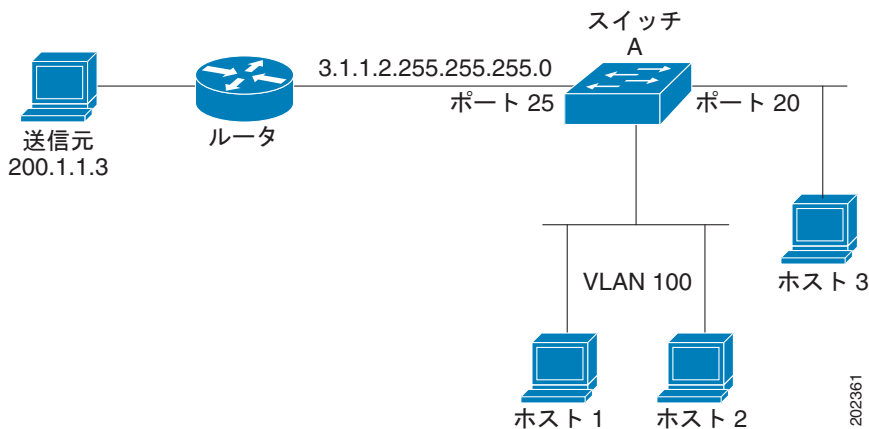 スイッチ
A
3.1.1.2.255.255.255.0
ポート 25
ポート 20
送信元
200.1.1.3
ルータ
VLAN 100
ホスト 3
ホスト 1
ホスト 2
202361